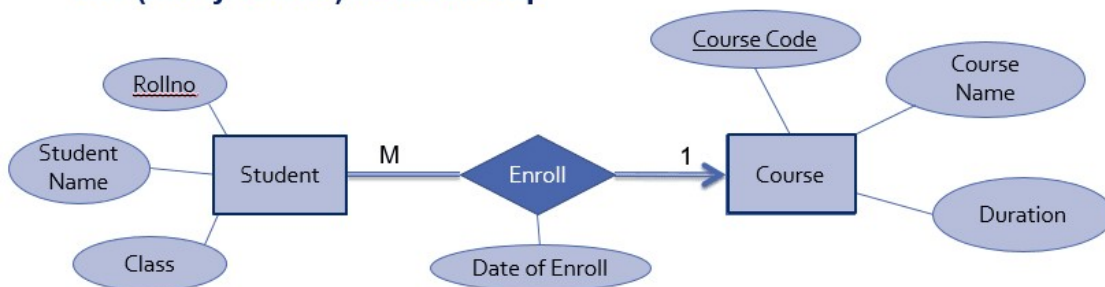 Course Code
Rollno
Course
Name
Student
Name
Student
M
Enroll
1
Course
Class
Date of Enroll
Duration